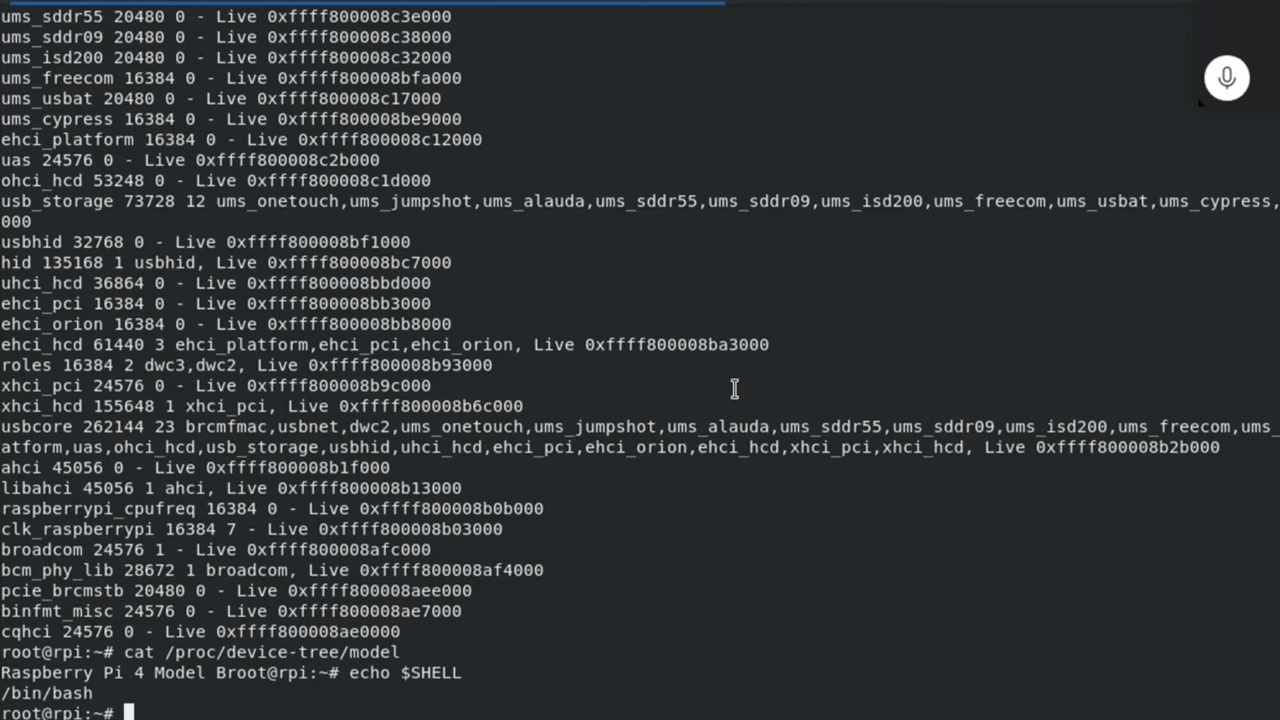 ums_sddr55 20480 0 - Live 0xffff800008c3e000
ums_sddr09 20480 0 - Live 0xffff800008c38000
ums_isd200 20480 0 - Live 0xffff800008c32000
ums_freecom 16384 0 - Live 0xffff800008bfa000
ums_usbat 20480 0 - Live 0xffff800008c17000
ums_cypress 16384 0 - Live 0xffff800008be9000
ehci_platform 16384 0 - Live 0xffff800008c12000
uas 24576 0 - Live 0xffff800008c2b000
ohci_hcd 53248 0 - Live 0xffff800008c1d000
usb_storage 73728 12 ums_onetouch,ums_jumpshot,ums_alauda,ums_sddr55,ums_sddr09,ums_isd200,ums_freecom,ums_usbat,ums_cypress,
000
usbhid 32768 0 - Live 0xffff800008bf1000
hid 135168 1 usbhid, Live 0xffff800008bc7000
uhci_hcd 36864 0 - Live 0xffff800008bbd000
ehci_pci 16384 0 - Live 0xffff800008bb3000
ehci_orion 16384 0 - Live 0xffff800008bb8000
ehci_hcd 61440 3 ehci_platform,ehci_pci,ehci_orion, Live 0xffff800008ba3000
roles 16384 2 dwc3,dwc2, Live 0xffff800008b93000
xhci_pci 24576 0 - Live 0xffff800008b9c000
xhci_hcd 155648 1 xhci_pci, Live 0xffff800008b6c000
usbcore 262144 23 brcmfmac,usbnet,dwc2,ums_onetouch,ums_jumpshot,ums_alauda,ums_sddr55,ums_sddr09,ums_isd200,ums_freecom,ums_
atform,uas,ohci_hcd,usb_storage,usbhid,uhci_hcd,ehci_pci,ehci_orion,ehci_hcd,xhci_pci,xhci_hcd, Live 0xffff800008b2b000
ahci 45056 0 - Live 0xffff800008b1f000
libahci 45056 1 ahci, Live 0xffff800008b13000
raspberrypi_cpufreq 16384 0 - Live 0xffff800008b0b000
clk_raspberrypi 16384 7 - Live 0xffff800008b03000
broadcom 24576 1 - Live 0xffff800008afc000
bcm_phy_lib 28672 1 broadcom, Live 0xffff800008af4000
pcie_brcmstb 20480 0 - Live 0xffff800008aee000
binfmt_misc 24576 0 - Live 0xffff800008ae7000
cqhci 24576 0 - Live 0xffff800008ae0000
root@rpi:~# cat /proc/device-tree/model
Raspberry Pi 4 Model Broot@rpi:~# echo $SHELL
/bin/bash
root@rpi:~#